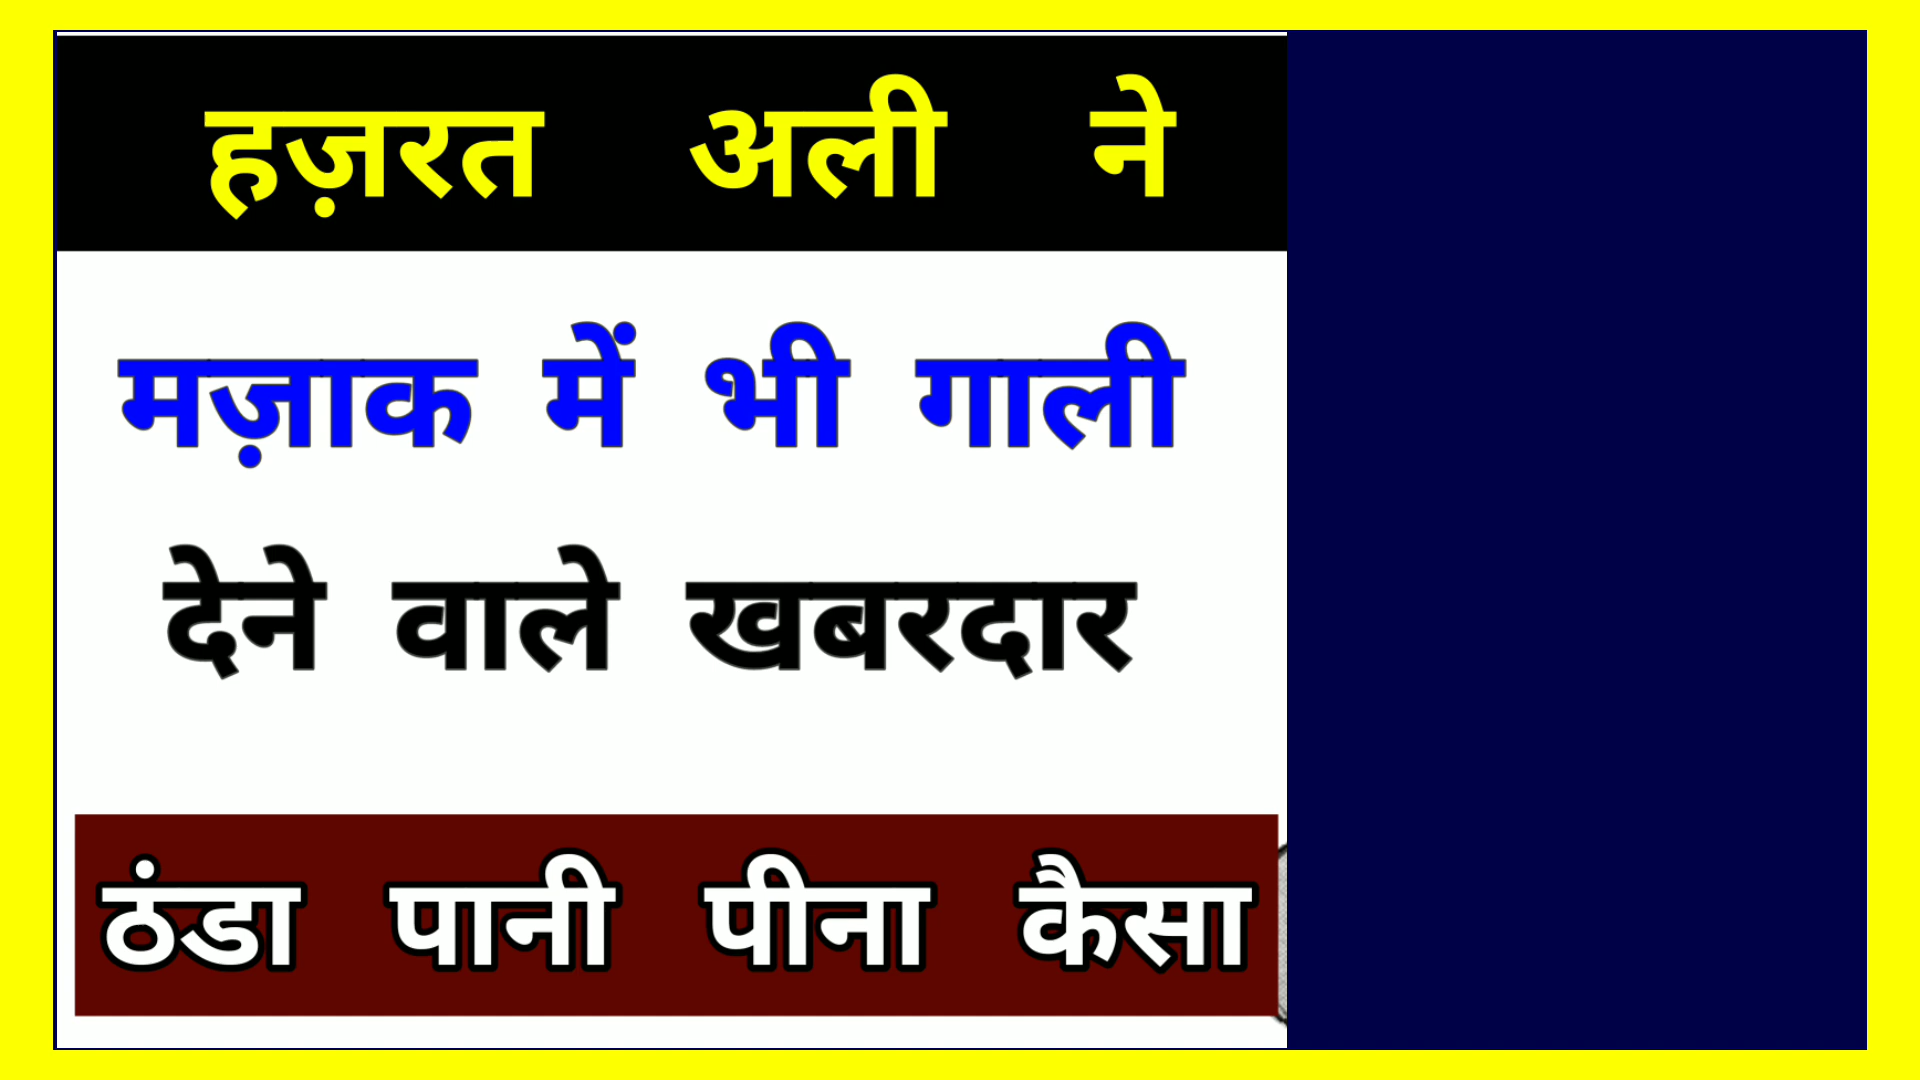 हज़रत अली ने
मज़ाक में भी गाली
देने वाले खबरदार
ठंडा पानी पीना कैसा